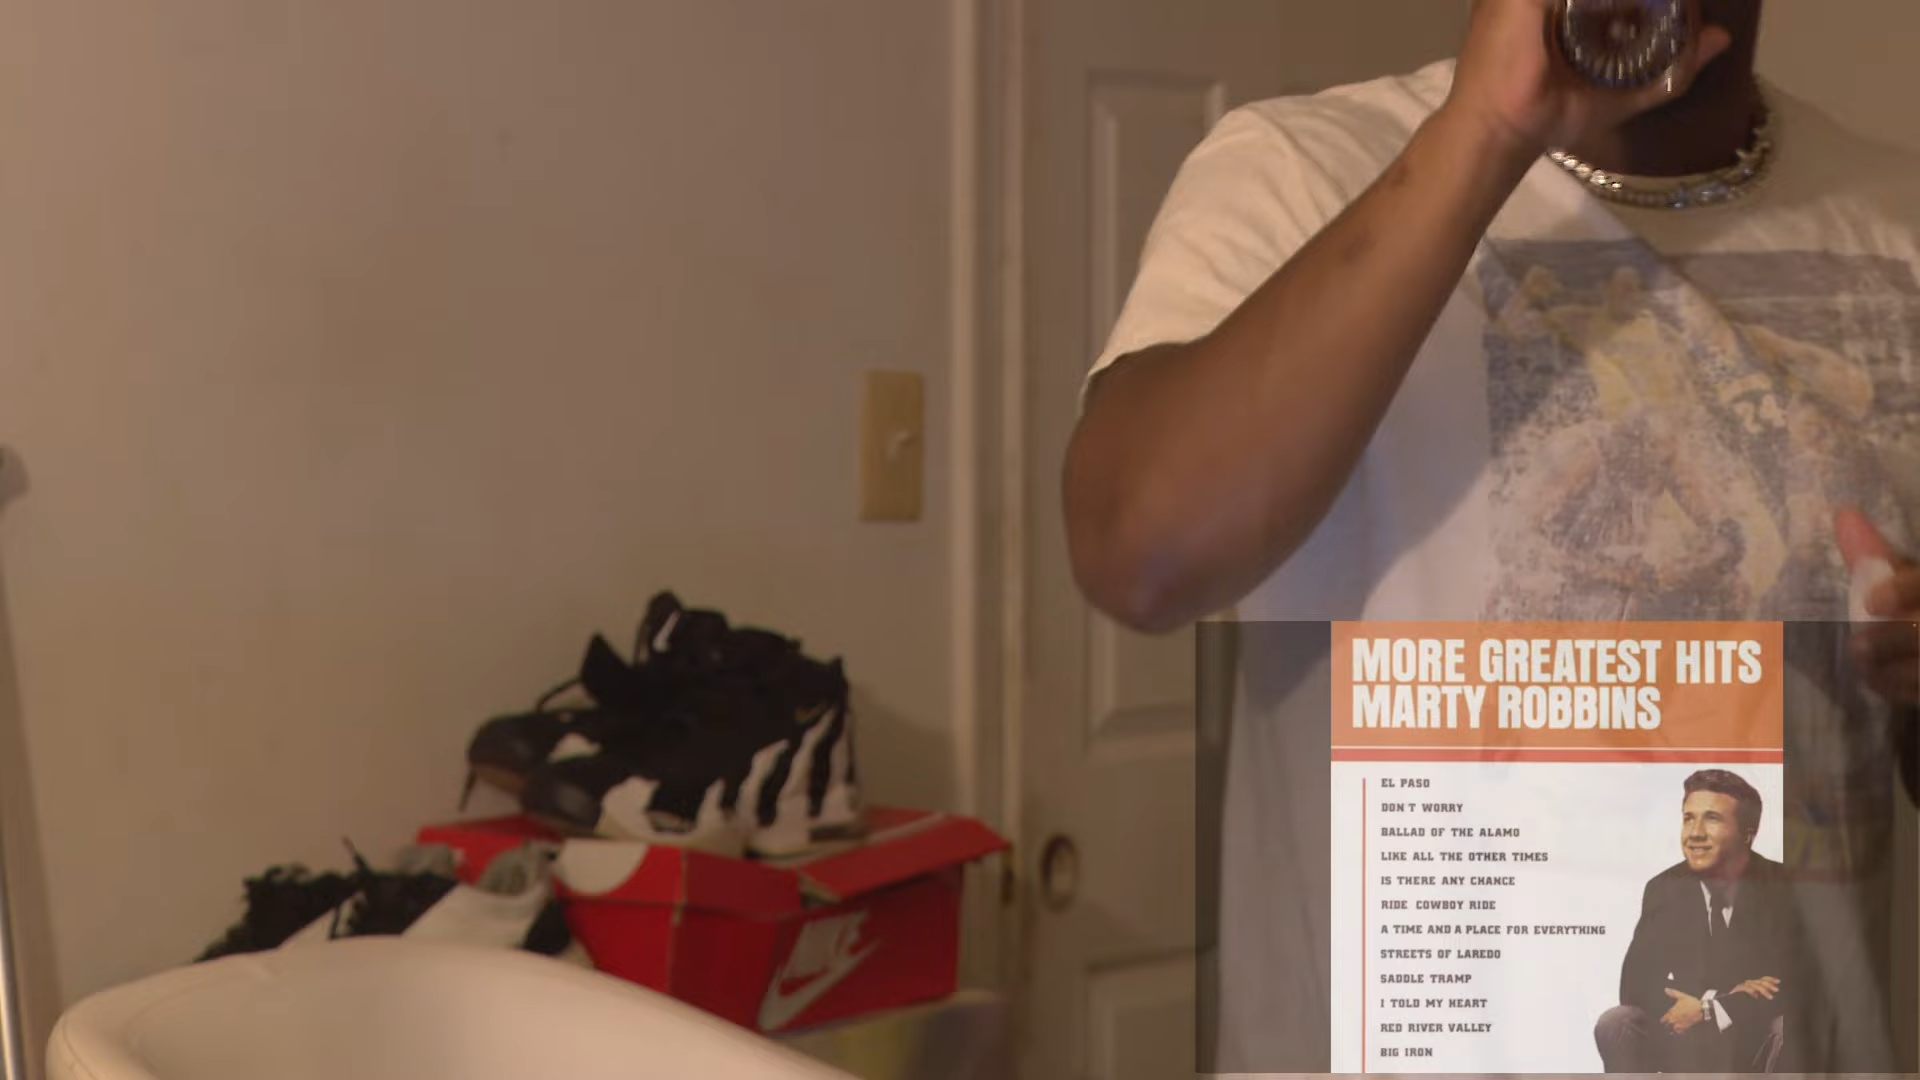 24
MORE GREATEST HITS
MARTY ROBBINS
EL PASO
DON T WORRY
BALLAD OF THE ALAMO
LIKE ALL THE OTHER TIMES
IS THERE ANY CHANCE
RIDE COWBOY RIDE
A TIME AND A PLACE FOR EVERYTHING
STREETS OF LAREDO
SADDLE TRAMP
I TOLD MY HEART
RED RIVER VALLEY
BIG IRON
NIKE